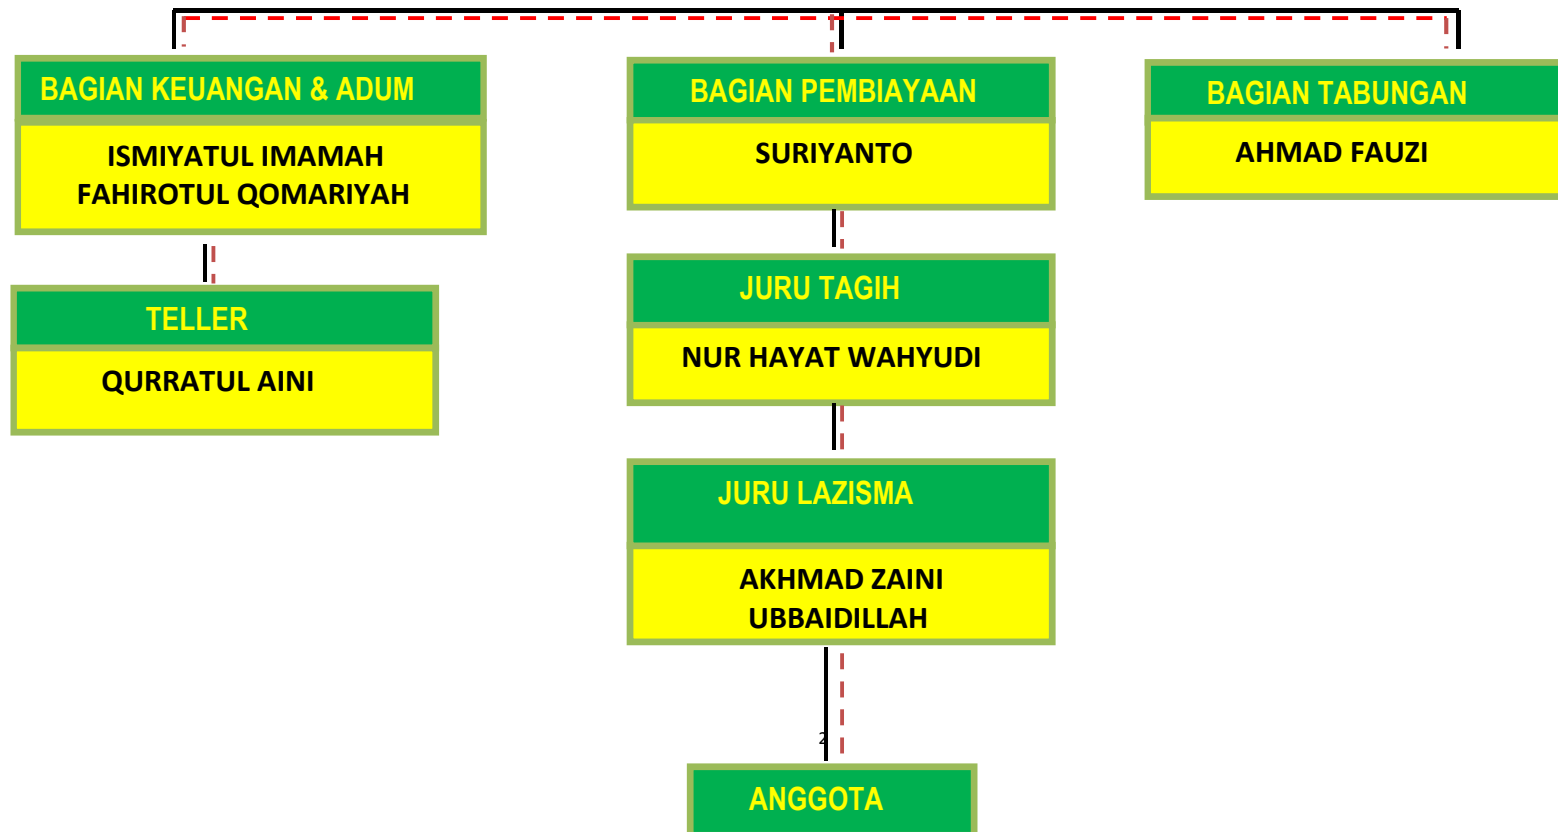 BAGIAN KEUANGAN & ADUM
ISMIYATUL IMAMAH
FAHIROTUL QOMARIYAH
TELLER
QURRATUL AINI
BAGIAN PEMBIAYAAN
SURIYANTO
JURU TAGIH
NUR HAYAT WAHYUDI
JURU LAZISMA
AKHMAD ZAINI
UBBAIDILLAH
2
ANGGOTA
BAGIAN TABUNGAN
AHMAD FAUZI